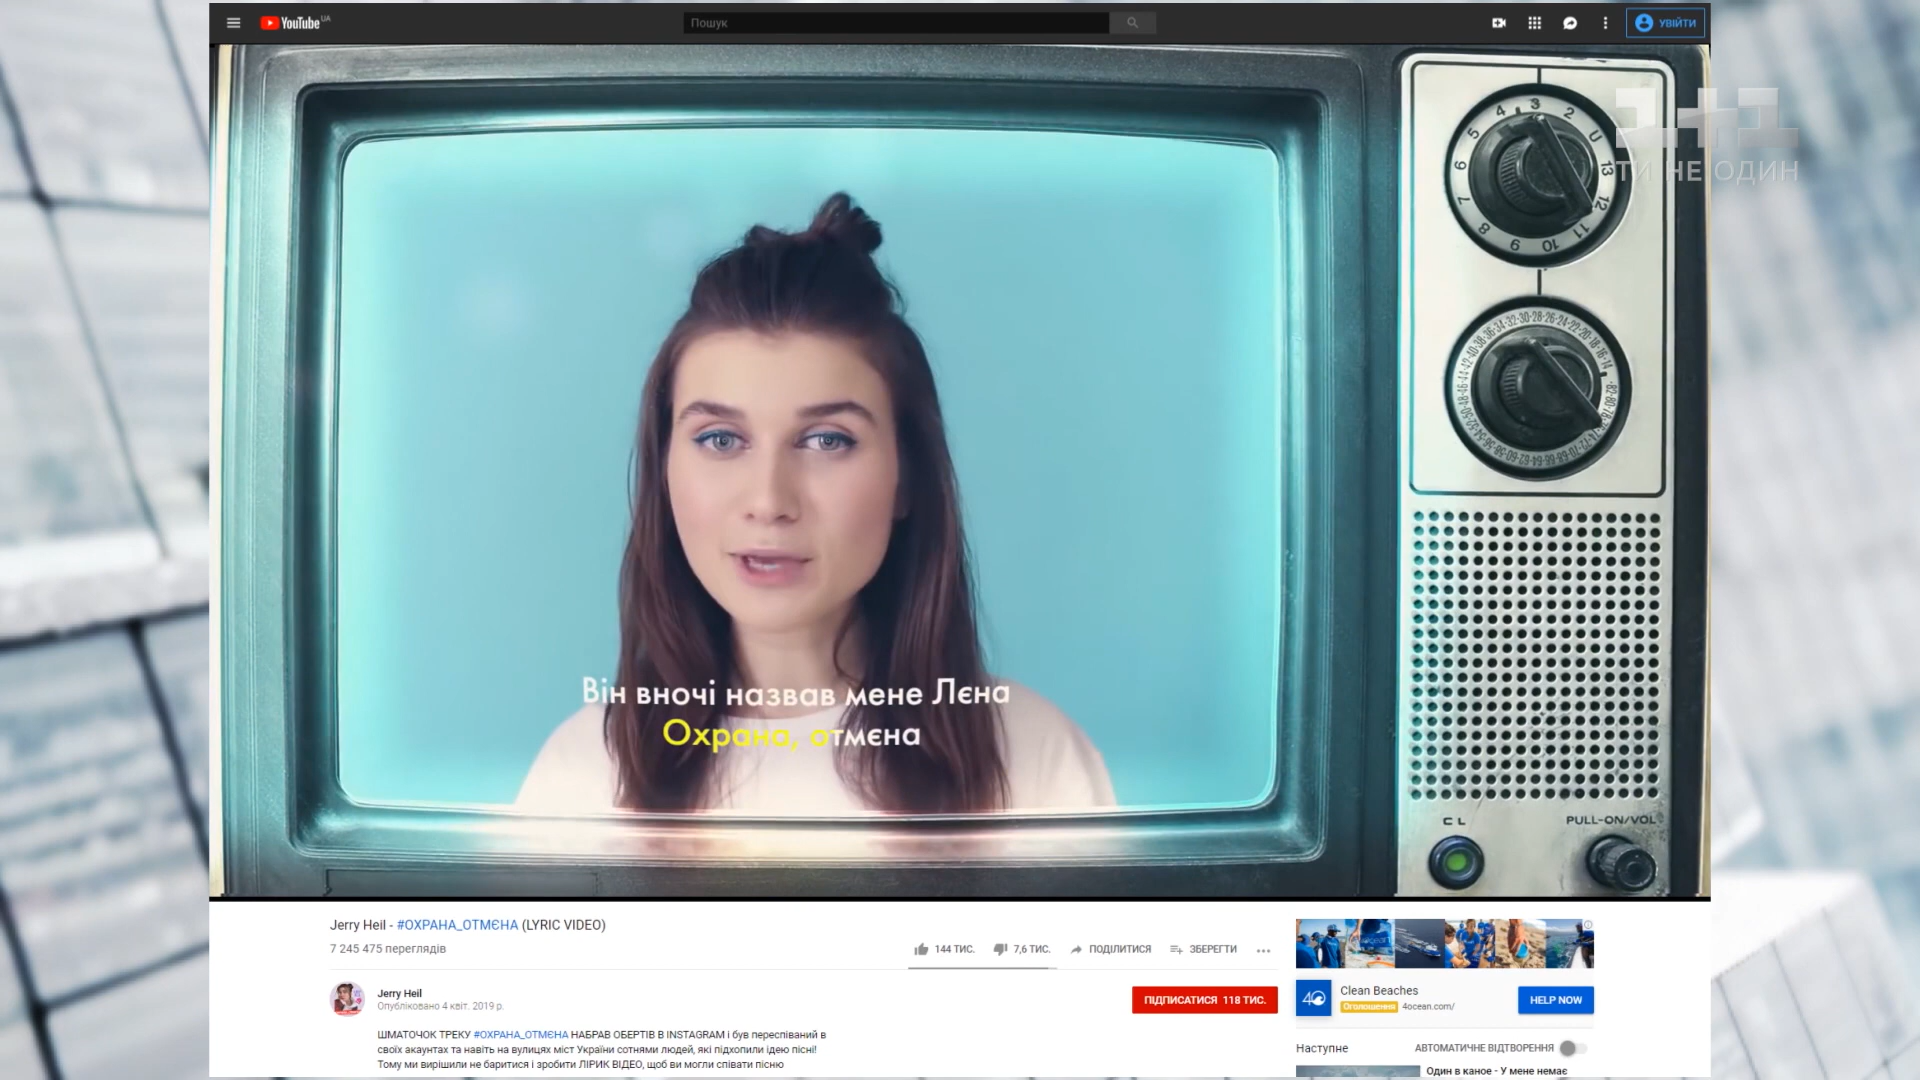 YouTube UA
Пошук
УВІЙТИ
1+1
ТИ НЕ ОДИН
Він вночі назвав мене Лєна
Охрана, отмєна
C L
PULL-ON/VOL
Jerry Heil - #ОХРАНА_ОТМЄНА (LYRIC VIDEO)
7 245 475 переглядів
144 ТИС.
7,6 ТИС.
ПОДІЛИТИСЯ
ЗБЕРЕГТИ
Jerry Heil
Опубліковано 4 квіт. 2019 р.
ПІДПИСАТИСЯ 118 ТИС.
ШМАТОЧОК ТРЕКУ #ОХРАНА_ОТМЄНА НАБРАВ ОБЕРТІВ В INSTAGRAM і був переспіваний в
своїх акаунтах та навіть на вулицях міст України сотнями людей, які підхопили ідею пісні!
Тому ми вирішили не баритися і зробити ЛІРИК ВІДЕО, щоб ви могли співати пісню
Clean Beaches
Оголошення 4ocean.com/
HELP NOW
Наступне
АВТОМАТИЧНЕ ВІДТВОРЕННЯ
Один в каное - У мене немає